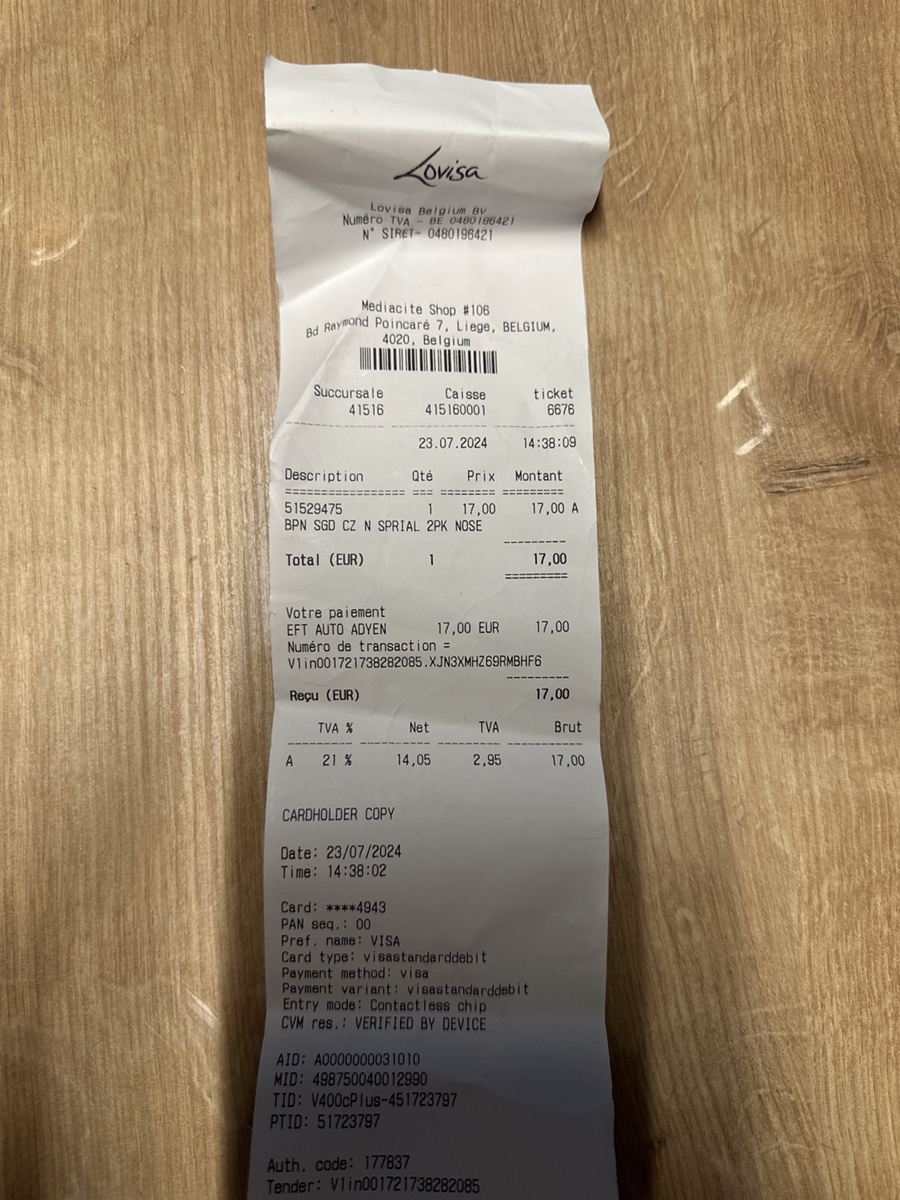 Lovisa
Lovisa Belgium BV
Numéro TVA - BE 0480196421
N° SIRET- 0480196421
Mediacite Shop #106
Bd Raymond Poincaré 7, Liege, BELGIUM,
4020, Belgium
Succursale Caisse ticket
41516 415160001 6676
23.07.2024 14:38:09
Description Qté Prix Montant
51529475 1 17,00 17,00 A
BPN SGD CZ N SPRIAL 2PK NOSE
Total (EUR) 1 17,00
Votre paiement
EFT AUTO ADYEN 17,00 EUR 17,00
Numéro de transaction =
V1in001721738282085.XJN3XMHZ69RMBHF6
Reçu (EUR) 17,00
TVA % Net TVA Brut
A 21 % 14,05 2,95 17,00
CARDHOLDER COPY
Date: 23/07/2024
Time: 14:38:02
Card: ****4943
PAN seq.: 00
Pref. name: VISA
Card type: visastandarddebit
Payment method: visa
Payment variant: visastandarddebit
Entry mode: Contactless chip
CVM res.: VERIFIED BY DEVICE
AID: A0000000031010
MID: 498750040012990
TID: V400cPlus-451723797
PTID: 51723797
Auth. code: 177837
Tender: V1in001721738282085